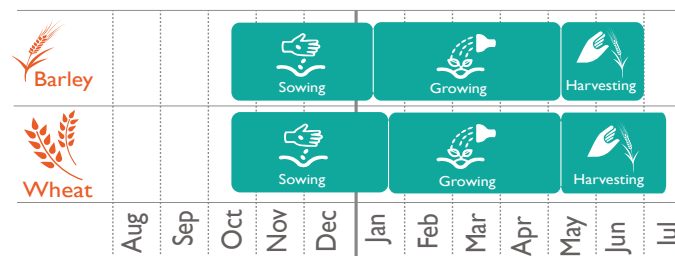 Barley
Sowing
Growing
Harvesting
Wheat
Sowing
Growing
Harvesting
Aug
Sep
Oct
Nov
Dec
Jan
Feb
Mar
Apr
May
Jun
Jul